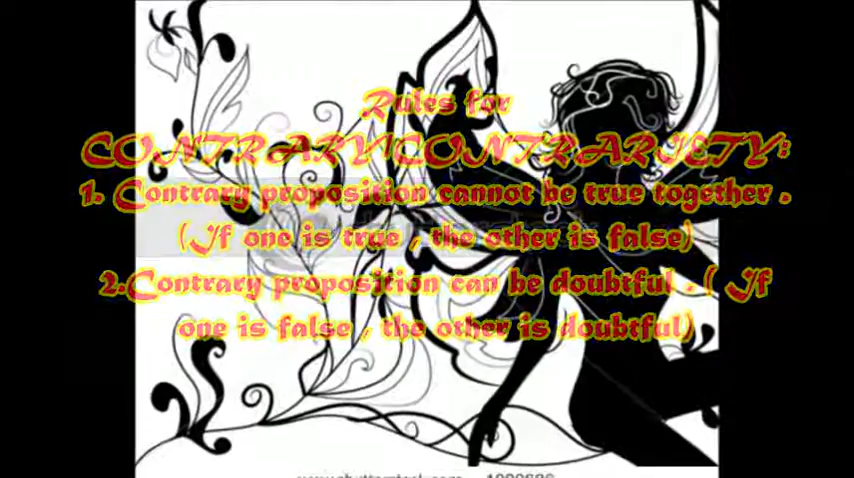 Rules for
CONTRARY/CONTRARIETY:
1. Contrary proposition cannot be true together .
(If one is true , the other is false)
2.Contrary proposition can be doubtful . ( If
one is false , the other is doubtful)